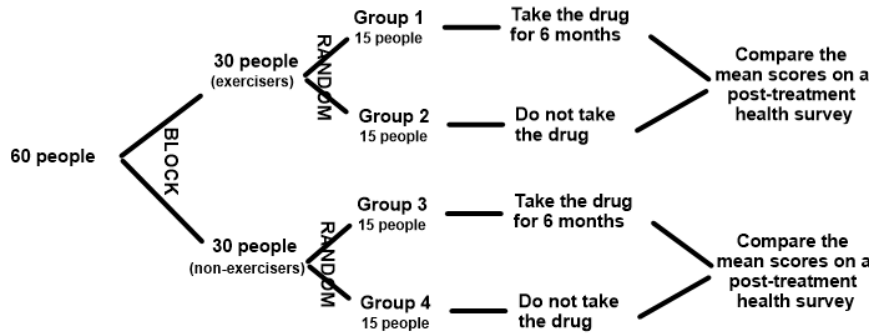 60 people
BLOCK
30 people
(exercisers)
RANDOM
Group 1
15 people
Take the drug
for 6 months
Group 2
15 people
Do not take
the drug
Compare the
mean scores on a
post-treatment
health survey
30 people
(non-exercisers)
RANDOM
Group 3
15 people
Take the drug
for 6 months
Group 4
15 people
Do not take
the drug
Compare the
mean scores on a
post-treatment
health survey